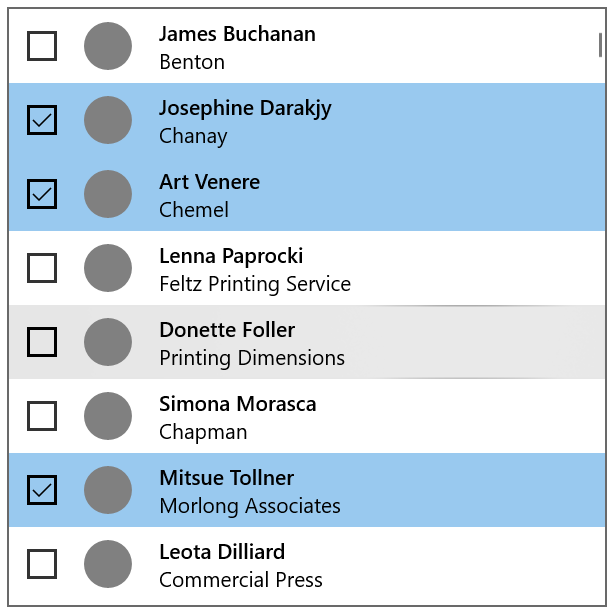 James Buchanan
Benton
Josephine Darakjy
Chanay
Art Venere
Chemel
Lenna Paprocki
Feltz Printing Service
Donette Foller
Printing Dimensions
Simona Morasca
Chapman
Mitsue Tollner
Morlong Associates
Leota Dilliard
Commercial Press